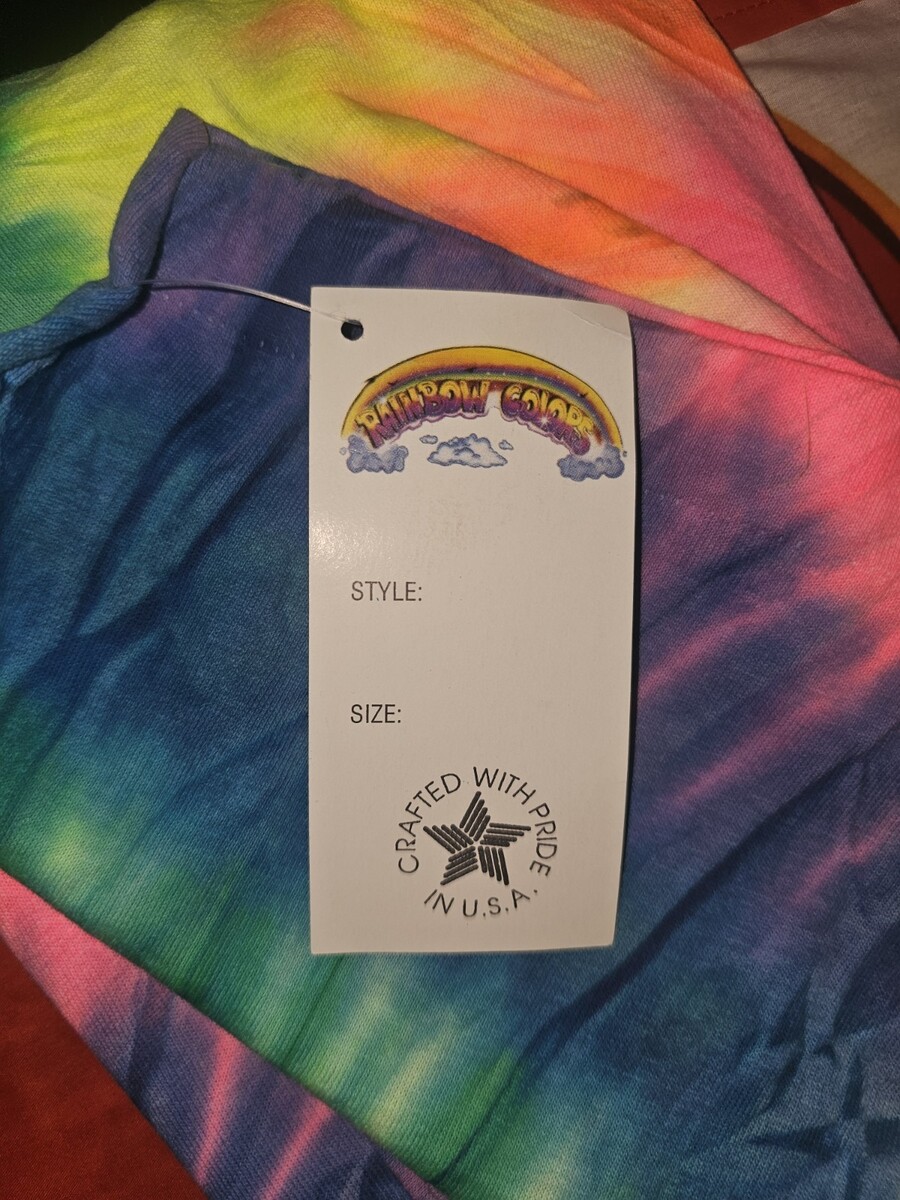 RAINBOW COLORS
STYLE:
SIZE:
CRAFTED WITH PRIDE
IN U.S.A.